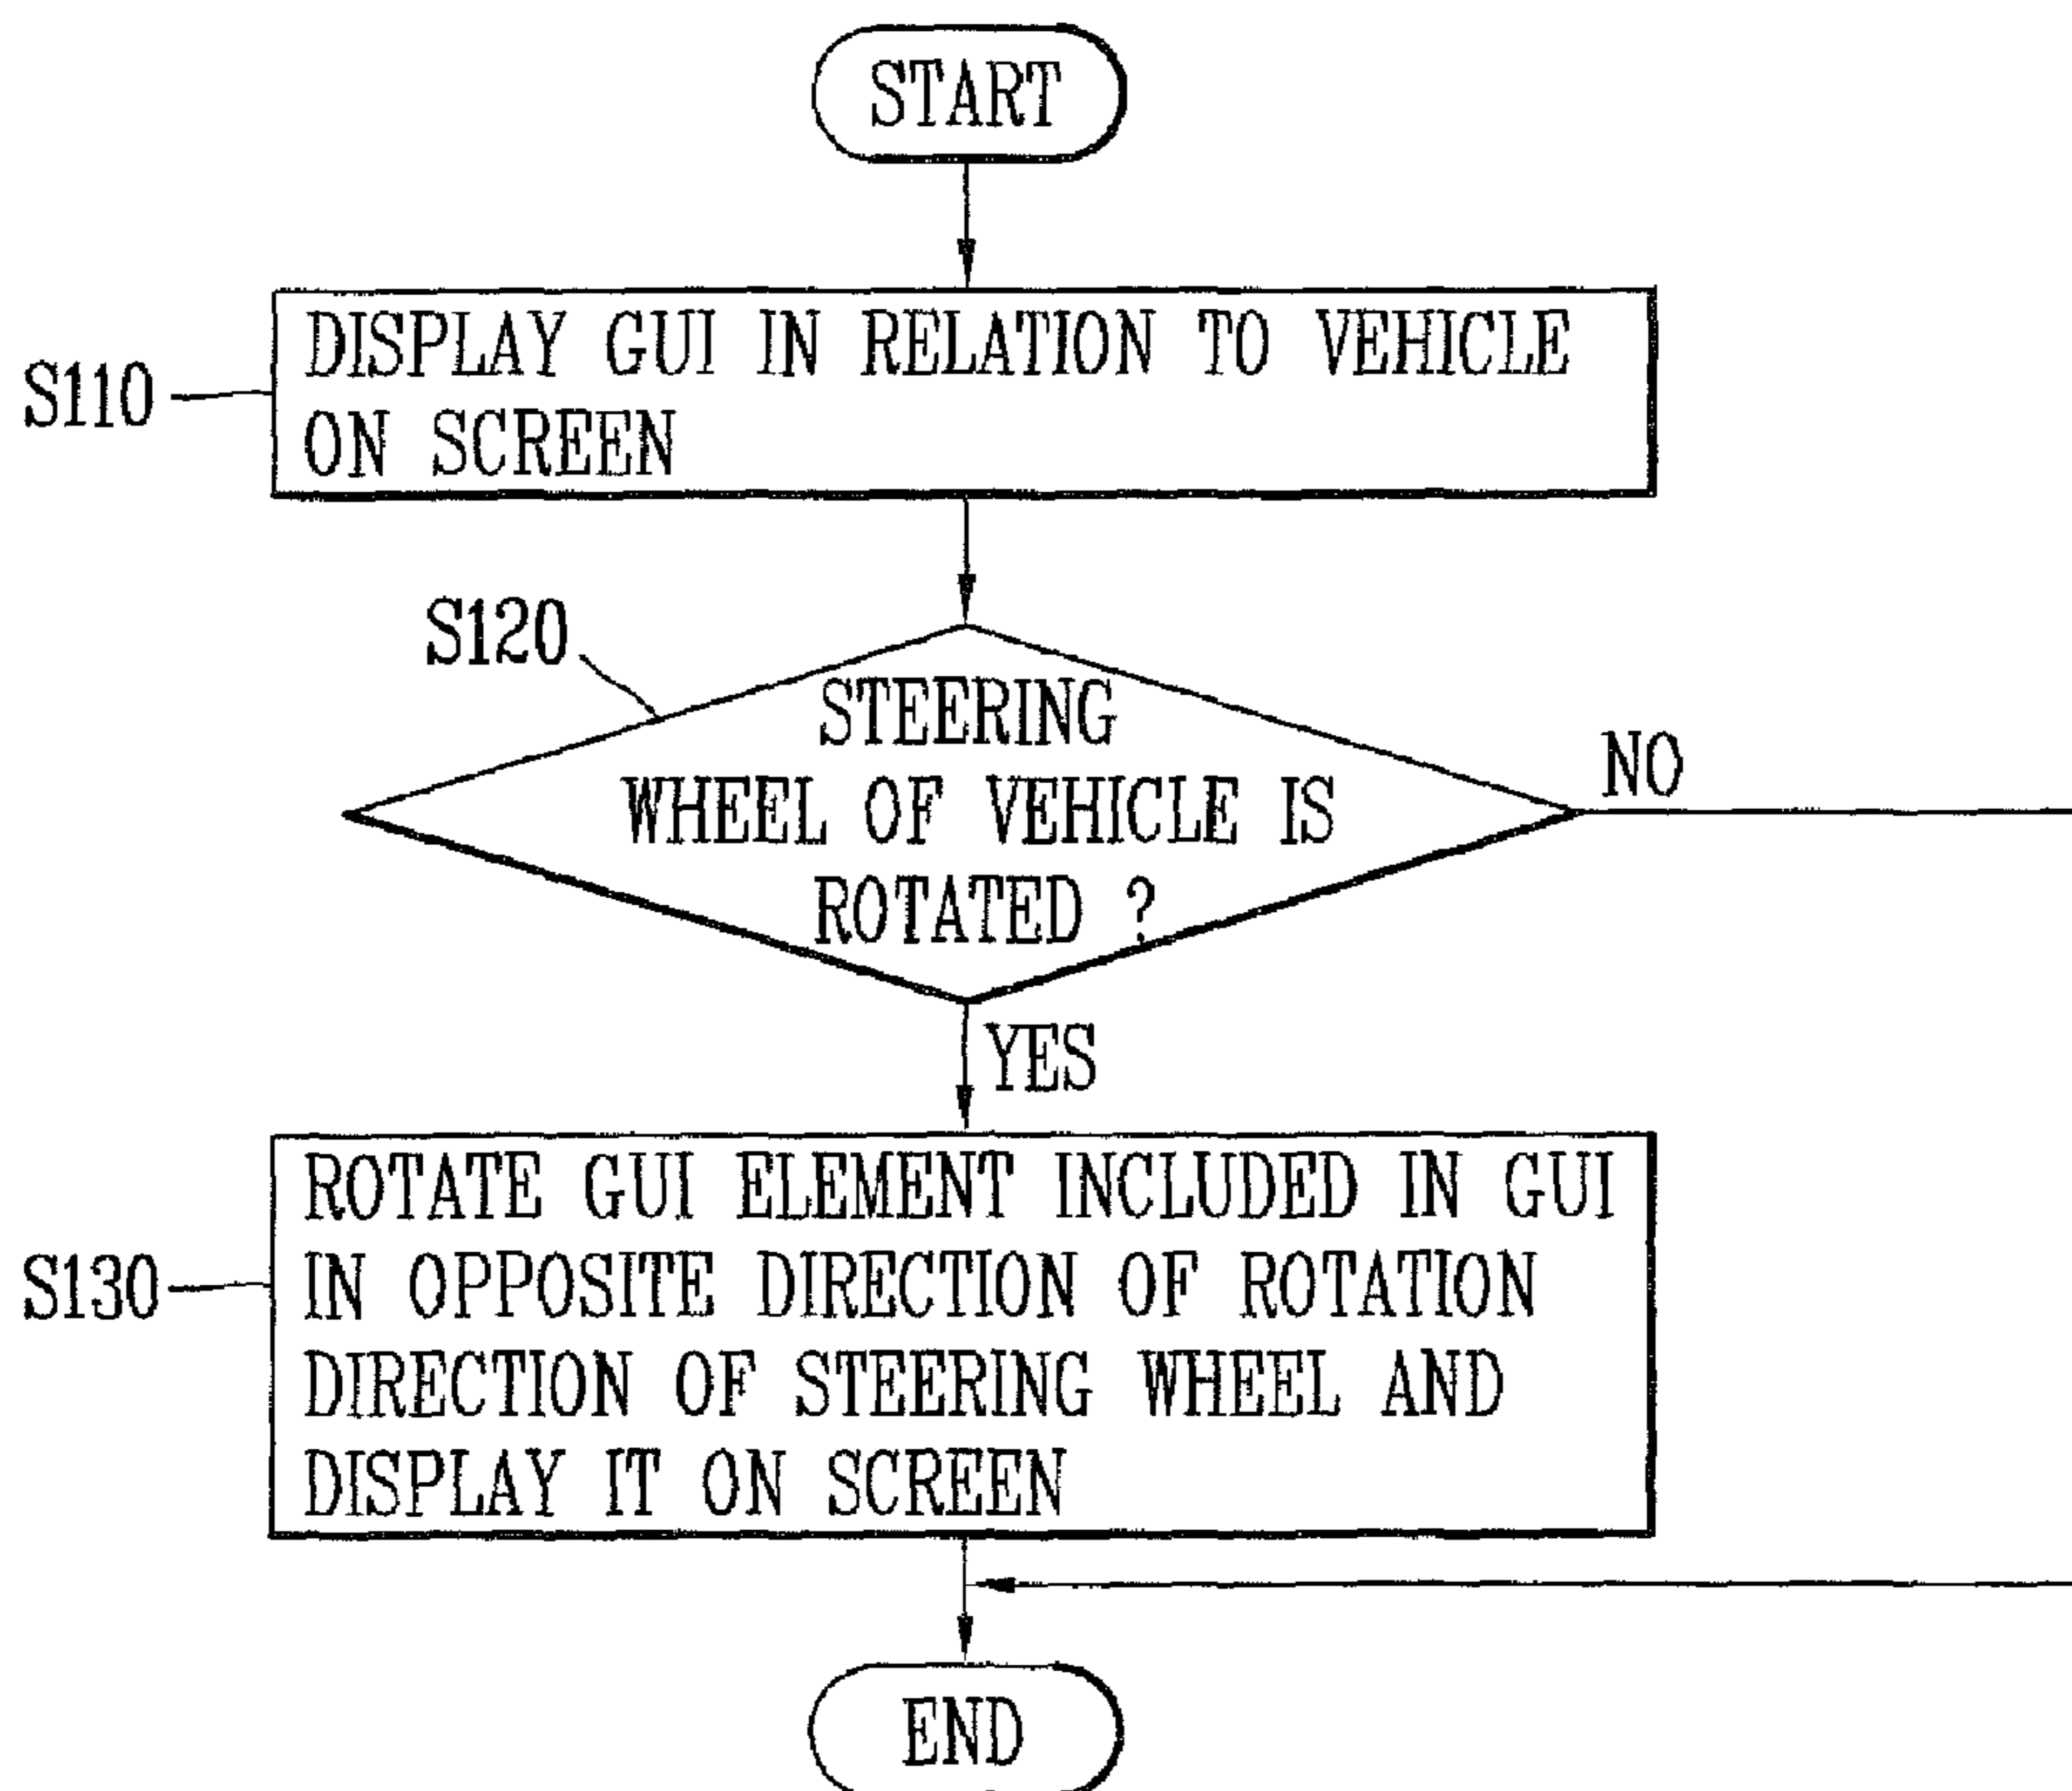 START
S110
DISPLAY GUI IN RELATION TO VEHICLE
ON SCREEN
S120
STEERING
WHEEL OF VEHICLE IS
ROTATED ?
NO
YES
S130
ROTATE GUI ELEMENT INCLUDED IN GUI
IN OPPOSITE DIRECTION OF ROTATION
DIRECTION OF STEERING WHEEL AND
DISPLAY IT ON SCREEN
END